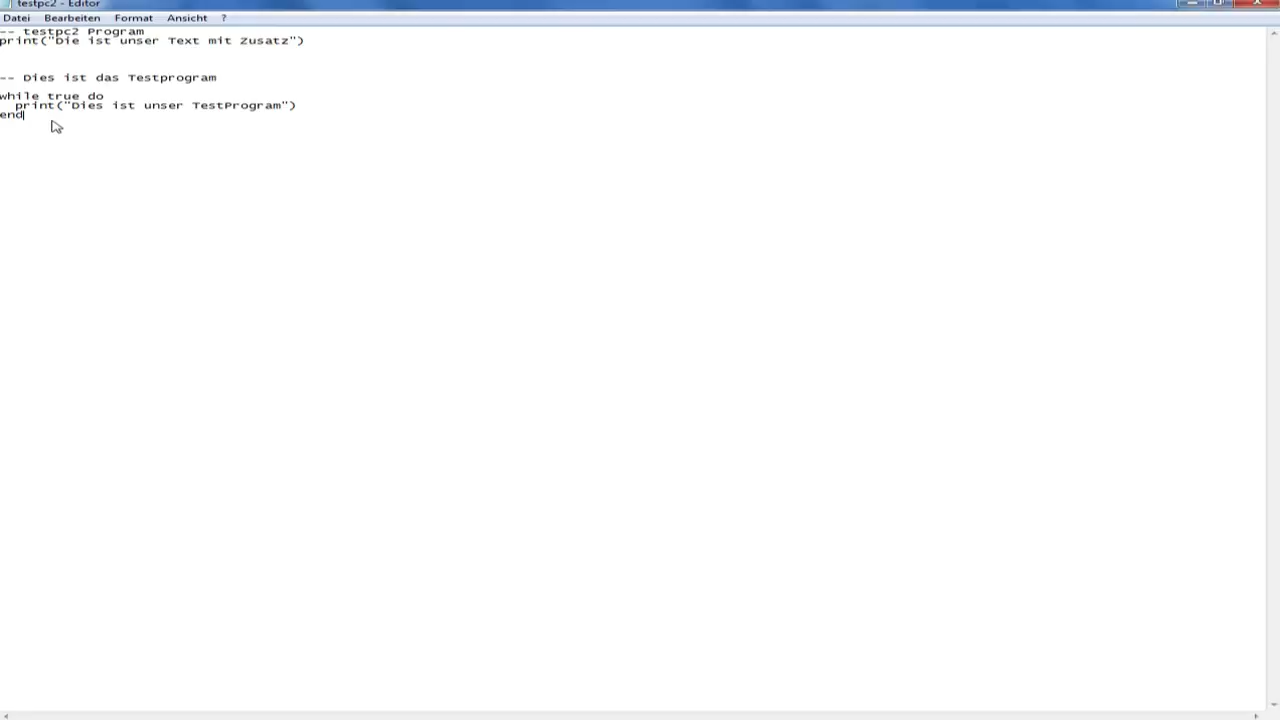 testpc2 - Editor
Datei Bearbeiten Format Ansicht ?
-- testpc2 Program
print("Die ist unser Text mit Zusatz")
-- Dies ist das Testprogram
while true do
print("Dies ist unser TestProgram")
end